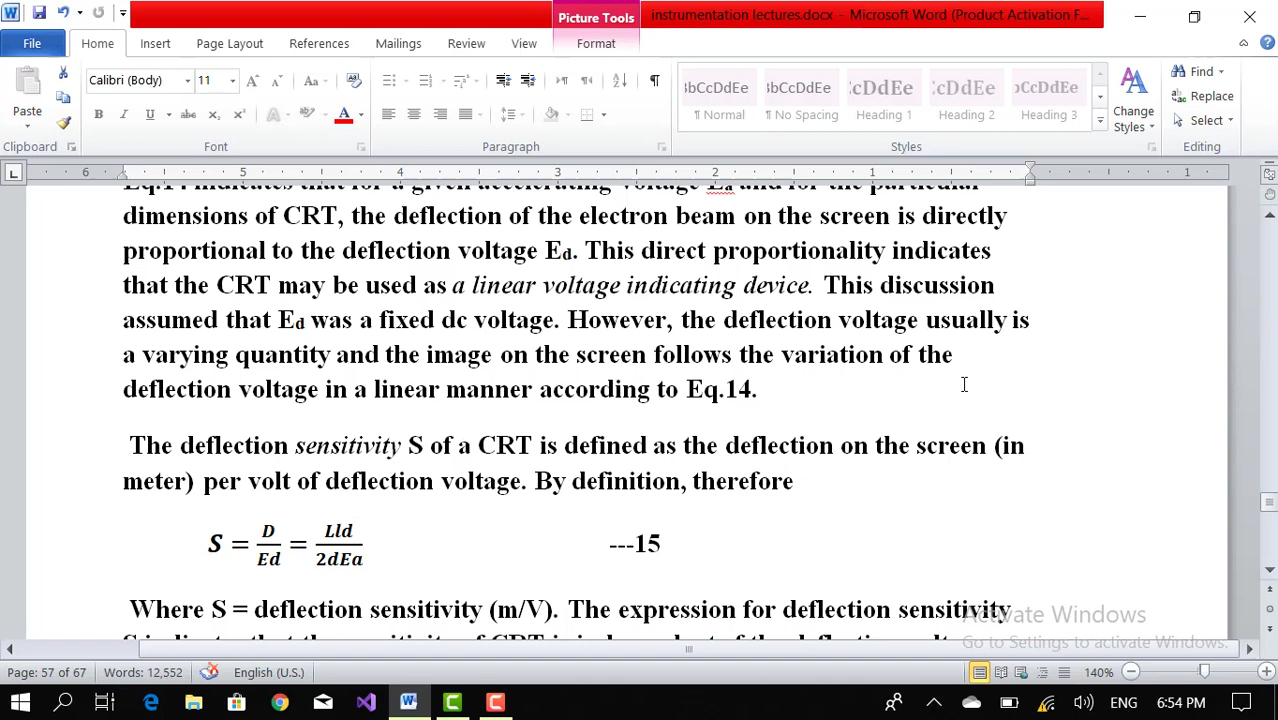 Picture Tools
instrumentation lectures.docx - Microsoft Word (Product Activation F...
File Home Insert Page Layout References Mailings Review View Format
Paste
Clipboard
Calibri (Body) 11
Font
Paragraph
¶ Normal
¶ No Spacing
Heading 1
Heading 2
Heading 3
Styles
Change Styles
Find
Replace
Select
Editing
6 5 4 3 2 1 1
dimensions of CRT, the deflection of the electron beam on the screen is directly
proportional to the deflection voltage Ed. This direct proportionality indicates
that the CRT may be used as a linear voltage indicating device. This discussion
assumed that Ed was a fixed dc voltage. However, the deflection voltage usually is
a varying quantity and the image on the screen follows the variation of the
deflection voltage in a linear manner according to Eq.14.
The deflection sensitivity S of a CRT is defined as the deflection on the screen (in
meter) per volt of deflection voltage. By definition, therefore
S = D/Ed = Lld/2dEa ---15
Where S = deflection sensitivity (m/V). The expression for deflection sensitivity
Activate Windows
Go to Settings to activate Windows.
Page: 57 of 67 Words: 12,552 English (U.S.) 140%
ENG 6:54 PM